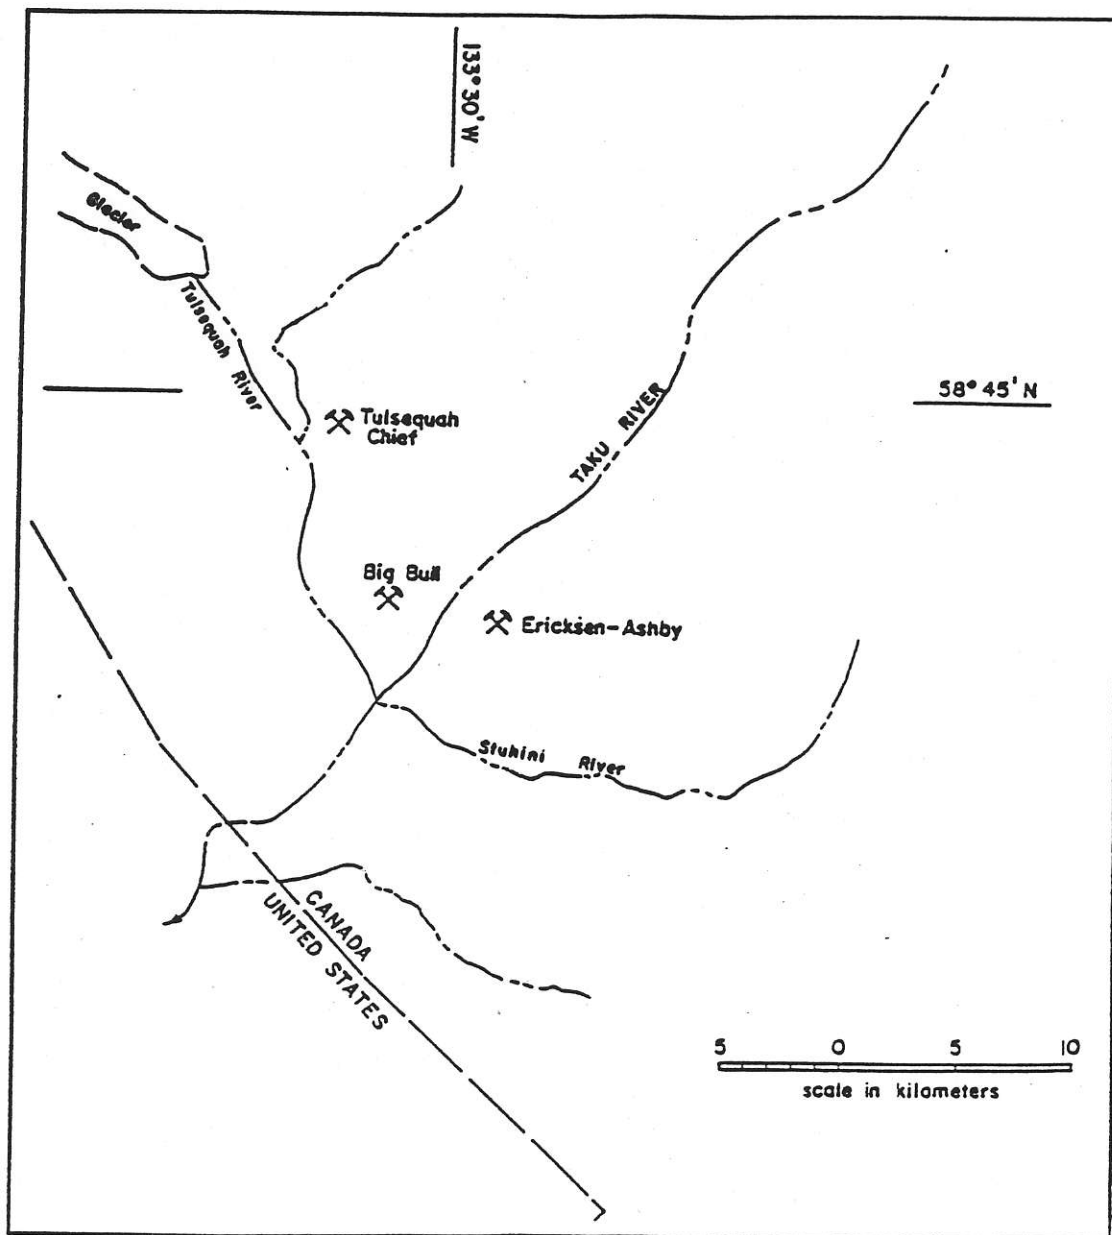 133° 30' W
Glacier
Tulsequah River
58° 45' N
Tulsequah
Chief
TAKU RIVER
Big Bull
Ericksen-Ashby
Stuhini River
CANADA
UNITED STATES
5 0 5 10
scale in kilometers